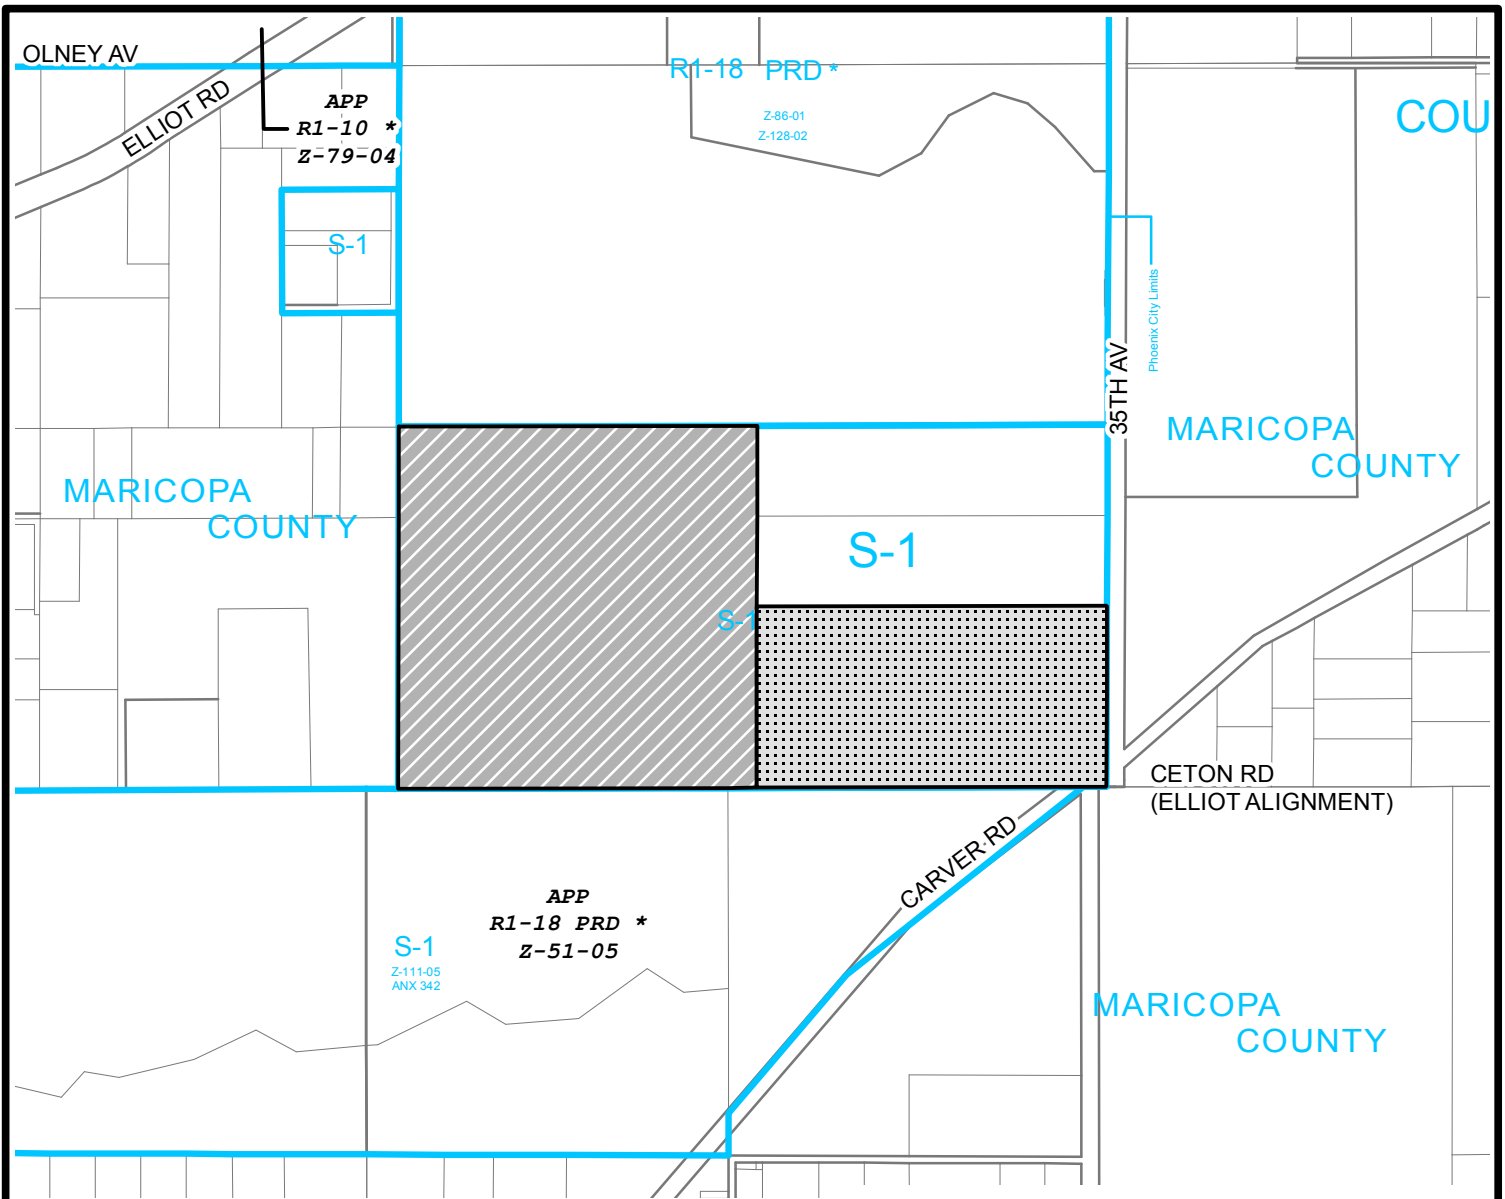 OLNEY AV
ELLIOT RD
APP
R1-10 *
Z-79-04
R1-18 PRD *
Z-86-01
Z-128-02
COU
S-1
Phoenix City Limits
35TH AV
MARICOPA
COUNTY
MARICOPA
COUNTY
S-1
S-1
CETON RD
(ELLIOT ALIGNMENT)
CARVER RD
APP
R1-18 PRD *
Z-51-05
S-1
Z-111-05
ANX 342
MARICOPA
COUNTY